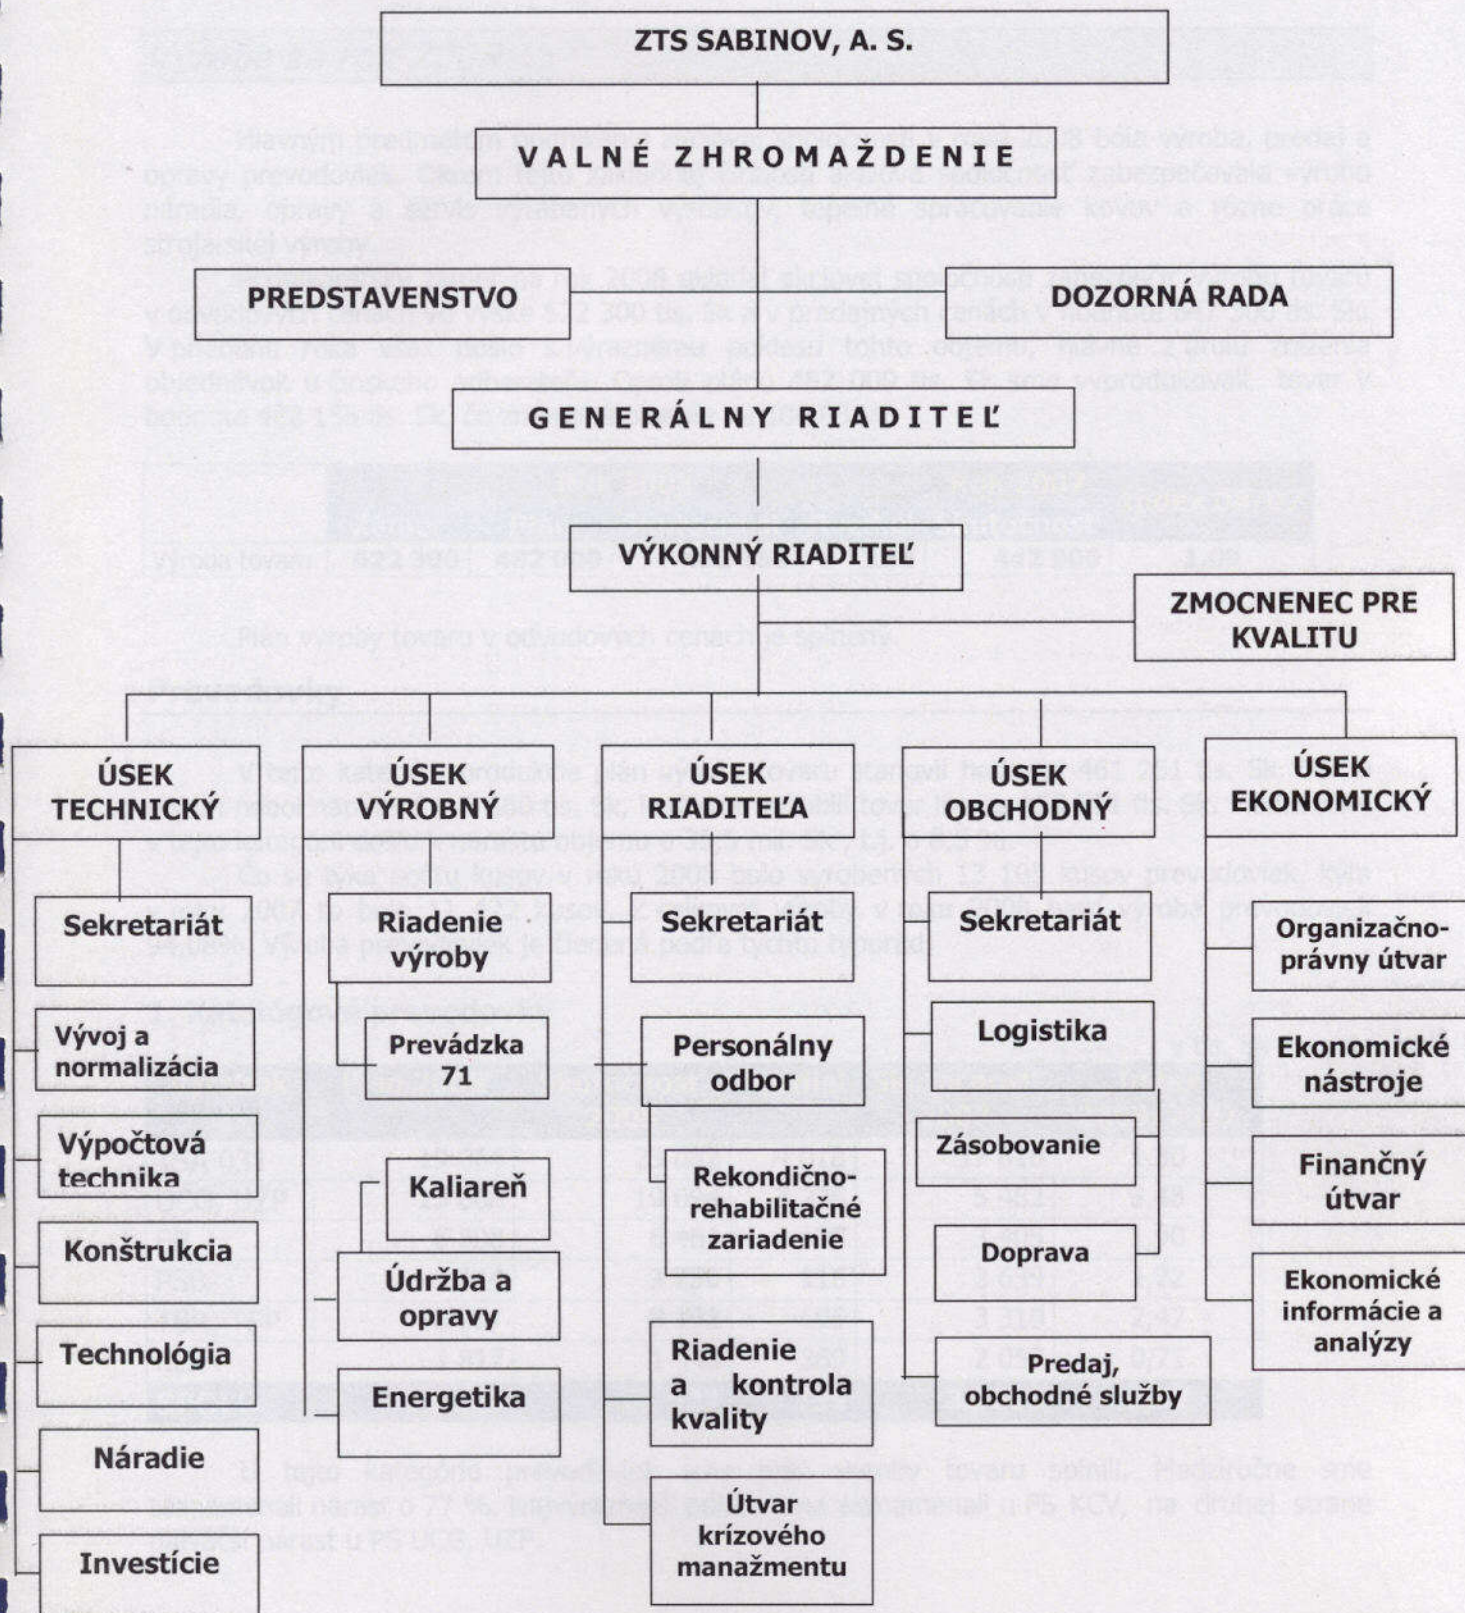 ZTS SABINOV, A. S.
VALNÉ ZHROMAŽDENIE
PREDSTAVENSTVO
DOZORNÁ RADA
GENERÁLNY RIADITEĽ
VÝKONNÝ RIADITEĽ
ZMOCNENEC PRE
KVALITU
ÚSEK
TECHNICKÝ
ÚSEK
VÝROBNÝ
ÚSEK
RIADITELA
ÚSEK
OBCHODNÝ
ÚSEK
EKONOMICKÝ
Sekretariát
Vývoj a
normalizácia
Výpočtová
technika
Konštrukcia
Technológia
Náradie
Investície
Riadenie
výroby
Prevádzka
71
Kaliareň
Údržba a
opravy
Energetika
Sekretariát
Personálny
odbor
Rekondično-
rehabilitačné
zariadenie
Riadenie
a kontrola
kvality
Útvar
krízového
manažmentu
Sekretariát
Logistika
Zásobovanie
Doprava
Predaj,
obchodné služby
Organizačno-
právny útvar
Ekonomické
nástroje
Finančný
útvar
Ekonomické
informácie a
analýzy